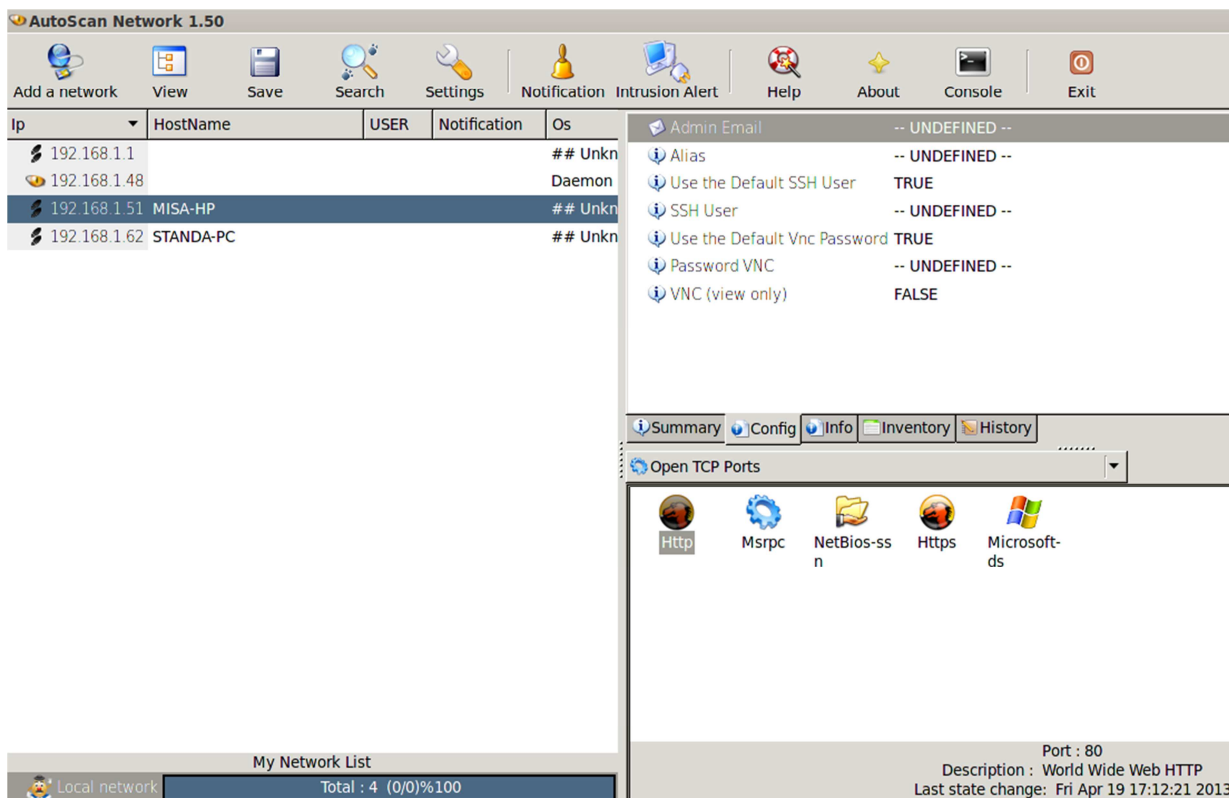 AutoScan Network 1.50
Add a network View Save Search Settings Notification Intrusion Alert Help About Console Exit
Ip HostName USER Notification Os
192.168.1.1 ## Unkn
192.168.1.48 Daemon
192.168.1.51 MISA-HP ## Unkn
192.168.1.62 STANDA-PC ## Unkn
My Network List
Local network Total : 4 (0/0)%100
Admin Email -- UNDEFINED --
Alias -- UNDEFINED --
Use the Default SSH User TRUE
SSH User -- UNDEFINED --
Use the Default Vnc Password TRUE
Password VNC -- UNDEFINED --
VNC (view only) FALSE
Summary Config Info Inventory History
Open TCP Ports
Http Msrpc NetBios-ss Https Microsoft-
n ds
Port : 80
Description : World Wide Web HTTP
Last state change: Fri Apr 19 17:12:21 2013